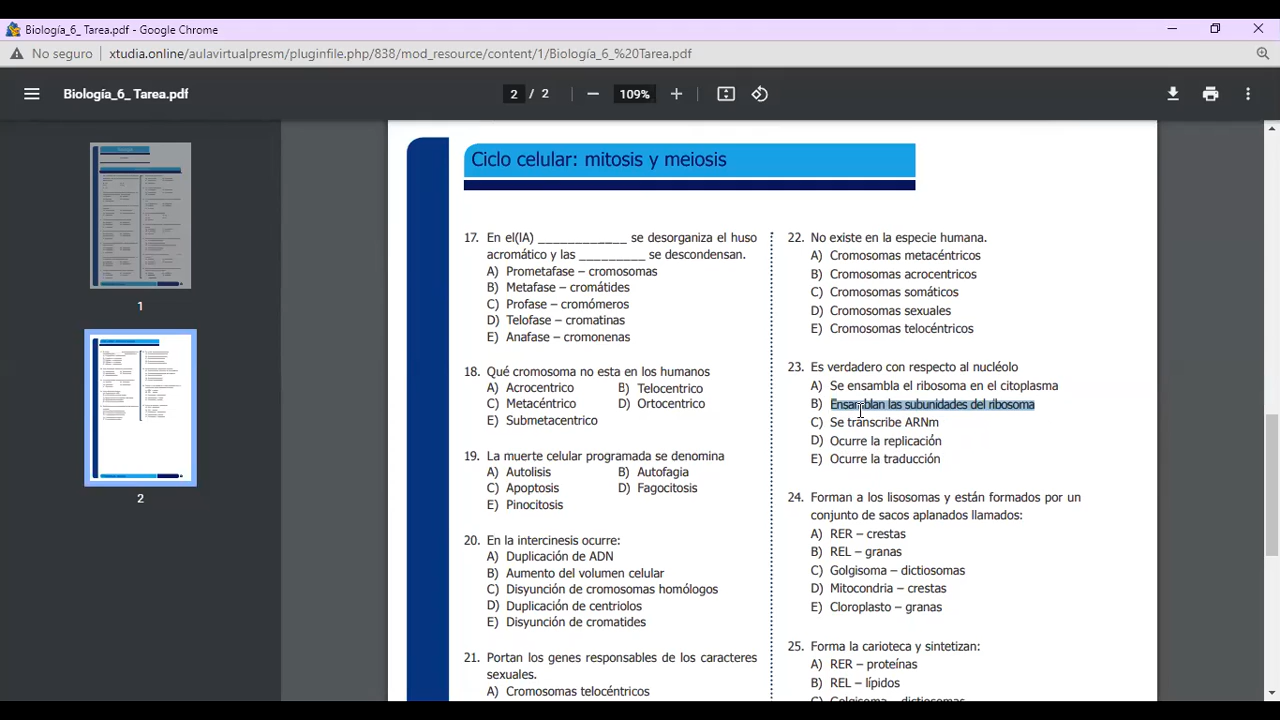 Biología_6_ Tarea.pdf - Google Chrome
No seguro xtudia.online/aulavirtualpresm/pluginfile.php/838/mod_resource/content/1/Biología_6_%20Tarea.pdf
Biología_6_ Tarea.pdf
2 / 2
109%
1
2
Ciclo celular: mitosis y meiosis
17. En el(lA) ____________ se desorganiza el huso
acromático y las _________ se descondensan.
A) Prometafase – cromosomas
B) Metafase – cromátides
C) Profase – cromómeros
D) Telofase – cromatinas
E) Anafase – cromonenas
18. Qué cromosoma no esta en los humanos
A) Acrocentrico B) Telocentrico
C) Metacéntrico D) Ortocentrico
E) Submetacentrico
19. La muerte celular programada se denomina
A) Autolisis B) Autofagia
C) Apoptosis D) Fagocitosis
E) Pinocitosis
20. En la intercinesis ocurre:
A) Duplicación de ADN
B) Aumento del volumen celular
C) Disyunción de cromosomas homólogos
D) Duplicación de centriolos
E) Disyunción de cromatides
21. Portan los genes responsables de los caracteres
sexuales.
A) Cromosomas telocéntricos
22. No existe en la especie humana.
A) Cromosomas metacéntricos
B) Cromosomas acrocentricos
C) Cromosomas somáticos
D) Cromosomas sexuales
E) Cromosomas telocéntricos
23. Es verdadero con respecto al nucléolo
A) Se ensambla el ribosoma en el citoplasma
B) Ensamblan las subunidades del ribosoma
C) Se transcribe ARNm
D) Ocurre la replicación
E) Ocurre la traducción
24. Forman a los lisosomas y están formados por un
conjunto de sacos aplanados llamados:
A) RER – crestas
B) REL – granas
C) Golgisoma – dictiosomas
D) Mitocondria – crestas
E) Cloroplasto – granas
25. Forma la carioteca y sintetizan:
A) RER – proteínas
B) REL – lípidos
C) Golgisoma – dictiosomas